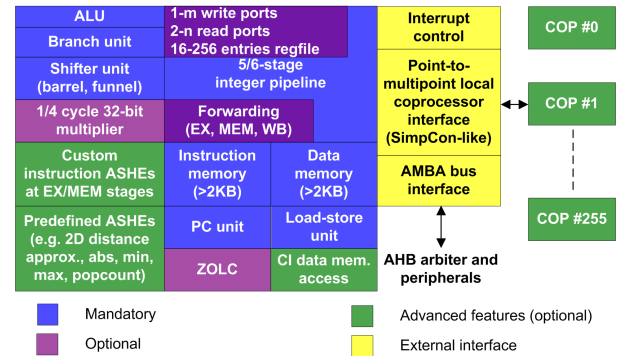 ALU
Branch unit
Shifter unit
(barrel, funnel)
1/4 cycle 32-bit
multiplier
Custom
instruction ASHEs
at EX/MEM stages
Predefined ASHEs
(e.g. 2D distance
approx., abs, min,
max, popcount)
1-m write ports
2-n read ports
16-256 entries regfile
5/6-stage
integer pipeline
Forwarding
(EX, MEM, WB)
Instruction
memory
(>2KB)
Data
memory
(>2KB)
PC unit
Load-store
unit
ZOLC
CI data mem.
access
Interrupt
control
Point-to-
multipoint local
coprocessor
interface
(SimpCon-like)
AMBA bus
interface
AHB arbiter and
peripherals
COP #0
COP #1
COP #255
Mandatory
Optional
Advanced features (optional)
External interface